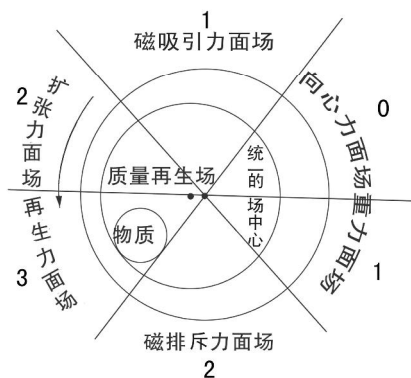 1
磁吸引力面场
2
扩张力面场
向心力面场
0
质量再生场
统一的场中心
物质
再生力面场
3
重力面场
1
磁排斥力面场
2